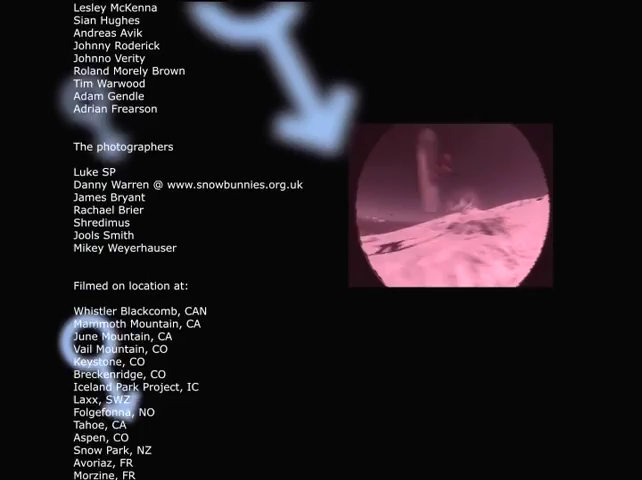 Lesley McKenna
Sian Hughes
Andreas Avik
Johnny Roderick
Johnno Verity
Roland Morely Brown
Tim Warwood
Adam Gendle
Adrian Frearson
The photographers
Luke SP
Danny Warren @ www.snowbunnies.org.uk
James Bryant
Rachael Brier
Shredimus
Jools Smith
Mikey Weyerhauser
Filmed on location at:
Whistler Blackcomb, CAN
Mammoth Mountain, CA
June Mountain, CA
Vail Mountain, CO
Keystone, CO
Breckenridge, CO
Iceland Park Project, IC
Laxx, SWZ
Folgefonna, NO
Tahoe, CA
Aspen, CO
Snow Park, NZ
Avoriaz, FR
Morzine, FR